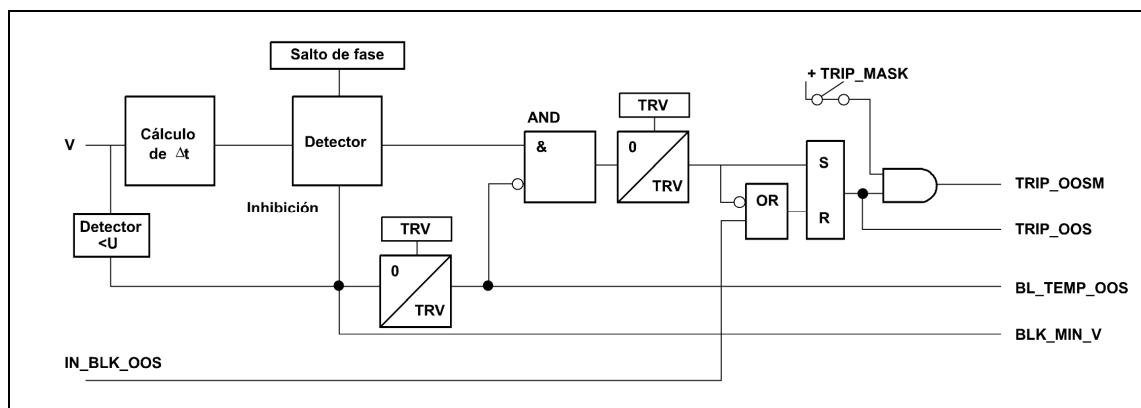 Salto de fase
+ TRIP_MASK
TRV
AND
V
Cálculo
de Δt
Detector
&
0
TRV
S
TRIP_OOSM
OR
Inhibición
Detector
<U
TRV
R
TRIP_OOS
0
TRV
BL_TEMP_OOS
BLK_MIN_V
IN_BLK_OOS